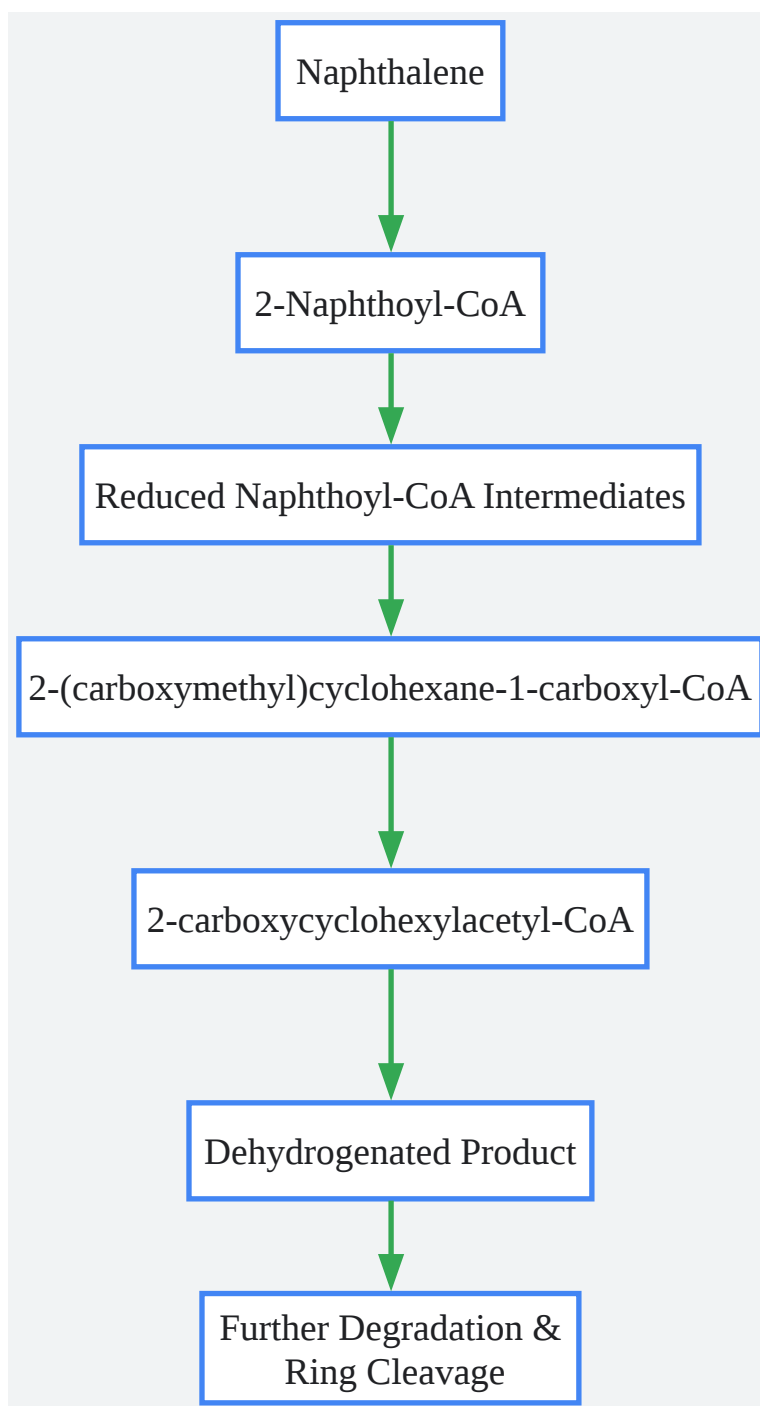 Naphthalene
2-Naphthoyl-CoA
Reduced Naphthoyl-CoA Intermediates
2-(carboxymethyl)cyclohexane-1-carboxyl-CoA
2-carboxycyclohexylacetyl-CoA
Dehydrogenated Product
Further Degradation &
Ring Cleavage